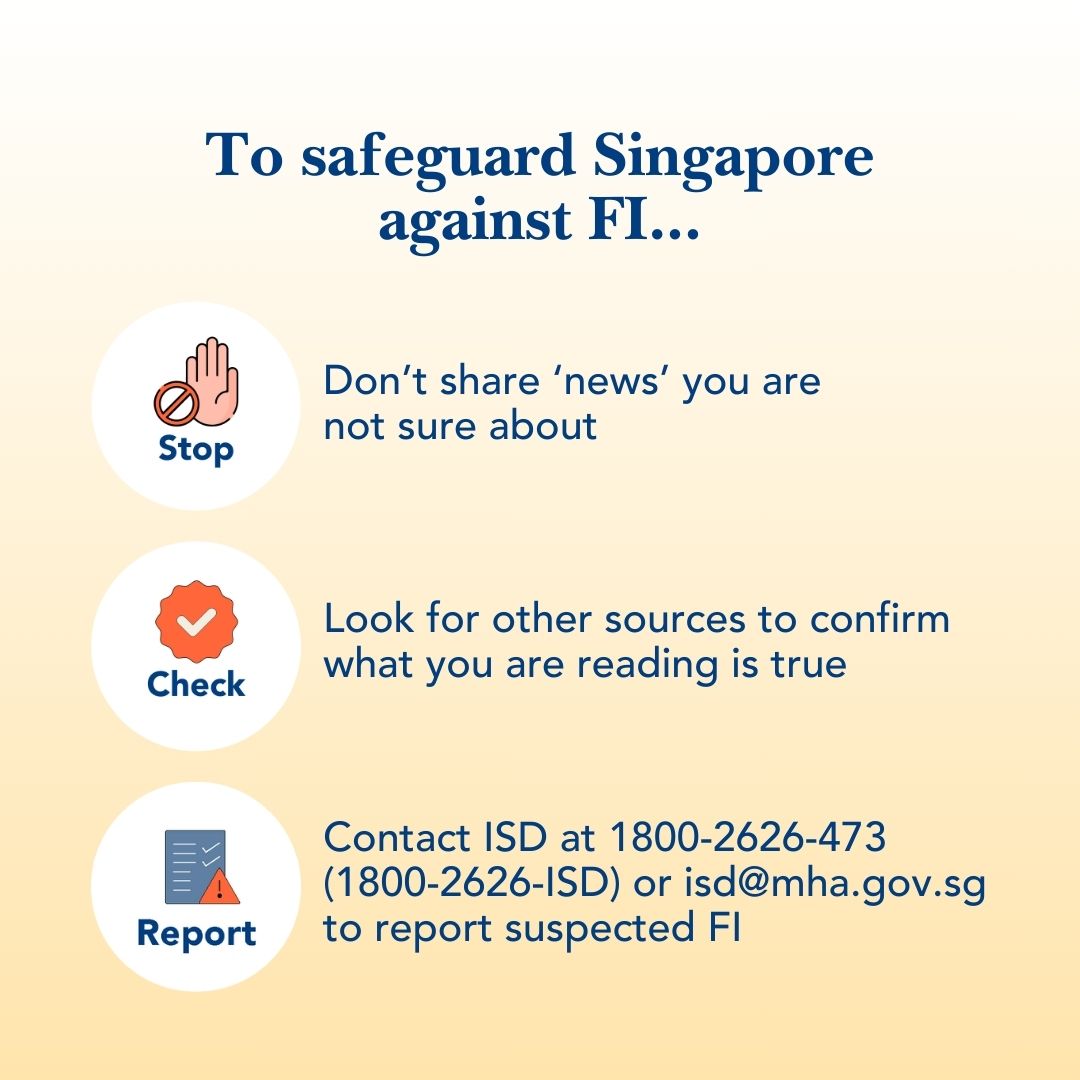 To safeguard Singapore
against FI...
Stop
Don’t share ‘news’ you are
not sure about
Check
Look for other sources to confirm
what you are reading is true
Report
Contact ISD at 1800-2626-473
(1800-2626-ISD) or isd@mha.gov.sg
to report suspected FI